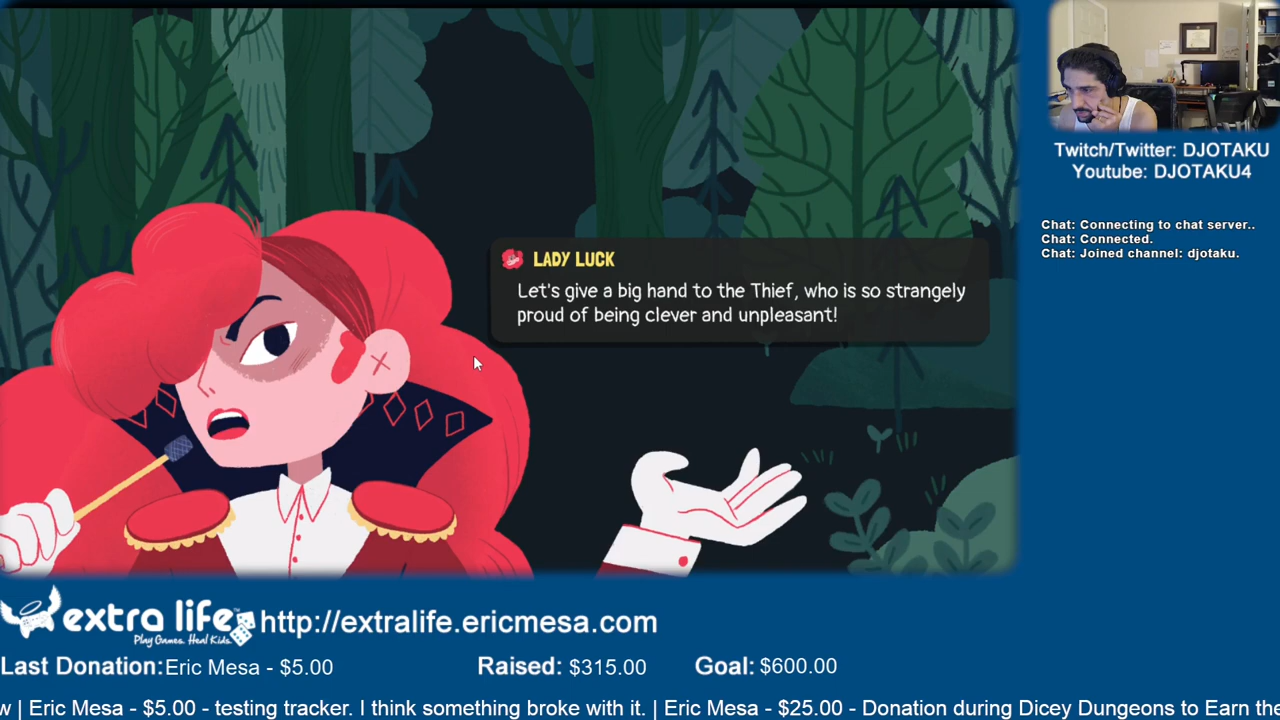 LADY LUCK
Let's give a big hand to the Thief, who is so strangely
proud of being clever and unpleasant!
Twitch/Twitter: DJOTAKU
Youtube: DJOTAKU4
Chat: Connecting to chat server..
Chat: Connected.
Chat: Joined channel: djotaku.
extra life
Play Games. Heal Kids.
http://extralife.ericmesa.com
Last Donation: Eric Mesa - $5.00
Raised: $315.00
Goal: $600.00
w | Eric Mesa - $5.00 - testing tracker. I think something broke with it. | Eric Mesa - $25.00 - Donation during Dicey Dungeons to Earn the